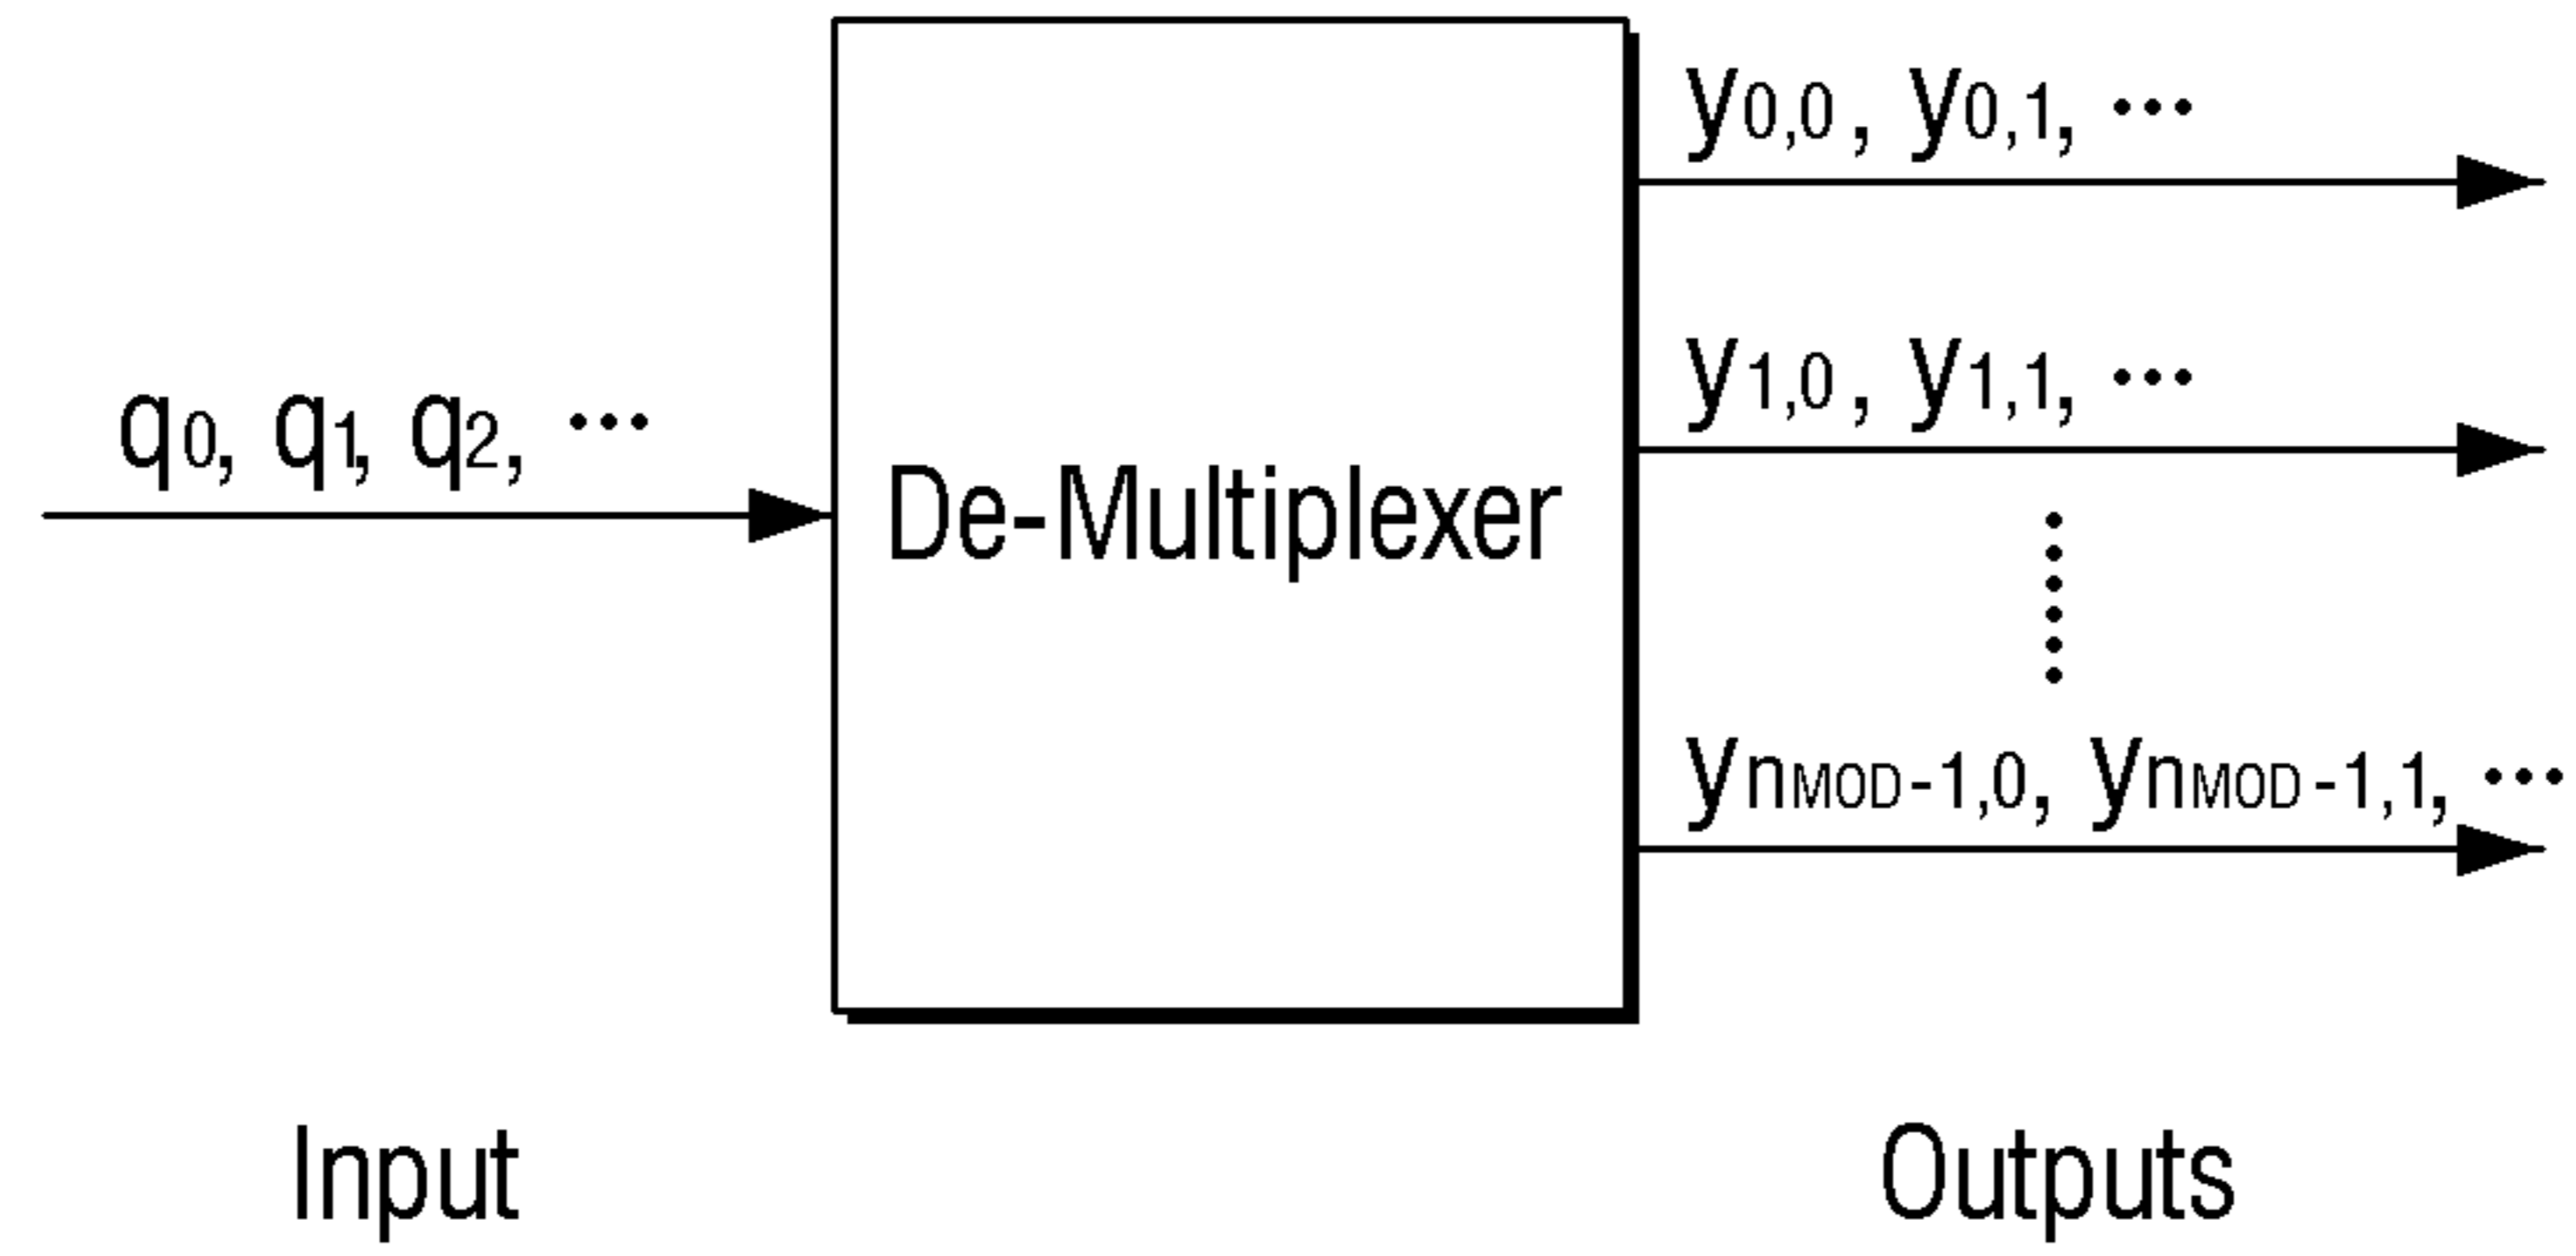 y0,0, y0,1, ...
y1,0, y1,1, ...
q0, q1, q2, ...
De-Multiplexer
ynMOD-1,0, ynMOD-1,1, ...
Input
Outputs